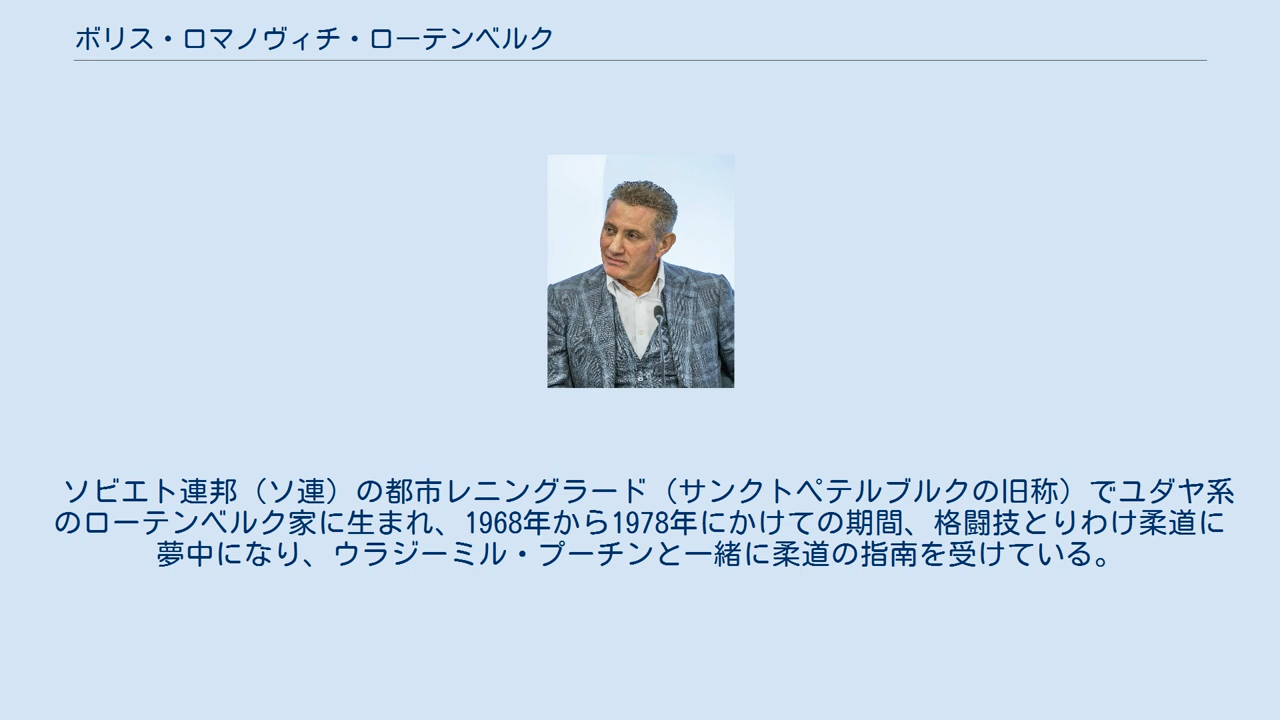 ボリス・ロマノヴィチ・ローテンベルク
ソビエト連邦（ソ連）の都市レニングラード（サンクトペテルブルクの旧称）でユダヤ系
のローテンベルク家に生まれ、1968年から1978年にかけての期間、格闘技とりわけ柔道に
夢中になり、ウラジーミル・プーチンと一緒に柔道の指南を受けている。